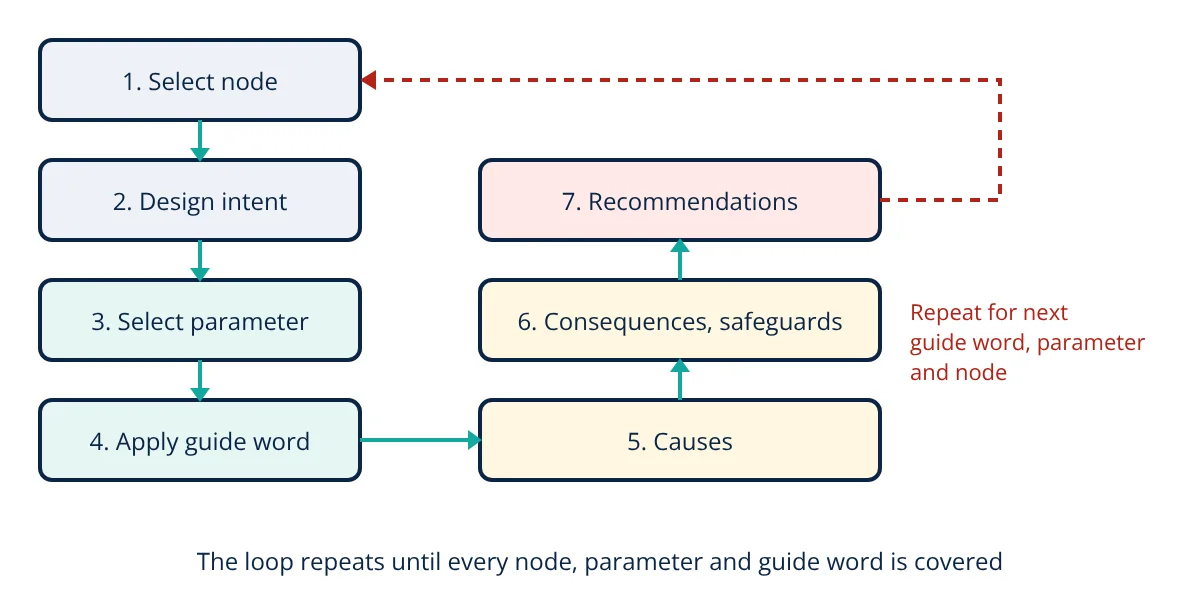 1. Select node
2. Design intent
3. Select parameter
4. Apply guide word
5. Causes
6. Consequences, safeguards
7. Recommendations
Repeat for next
guide word, parameter
and node
The loop repeats until every node, parameter and guide word is covered